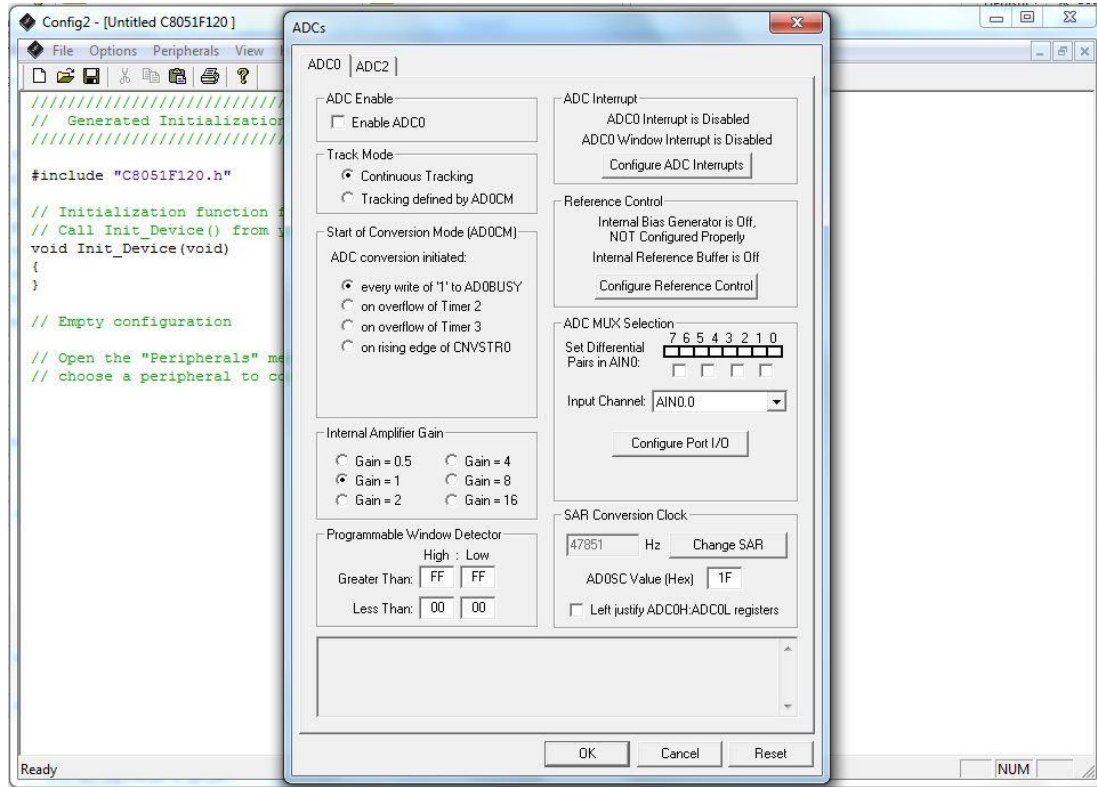 Config2 - [Untitled C8051F120 ]
File Options Peripherals View
////////////////////////////
// Generated Initialization
////////////////////////////
#include "C8051F120.h"
// Initialization function
// Call Init_Device() from
void Init_Device(void)
{
}
// Empty configuration
// Open the "Peripherals"
// choose a peripheral to
Ready
NUM
ADCs
ADC0
ADC2
ADC Enable
Enable ADC0
Track Mode
Continuous Tracking
Tracking defined by AD0CM
Start of Conversion Mode (AD0CM)
ADC conversion initiated:
every write of '1' to AD0BUSY
on overflow of Timer 2
on overflow of Timer 3
on rising edge of CNVSTR0
Internal Amplifier Gain
Gain = 0.5 Gain = 4
Gain = 1 Gain = 8
Gain = 2 Gain = 16
Programmable Window Detector
High : Low
Greater Than: FF FF
Less Than: 00 00
ADC Interrupt
ADC0 Interrupt is Disabled
ADC0 Window Interrupt is Disabled
Configure ADC Interrupts
Reference Control
Internal Bias Generator is Off,
NOT Configured Properly
Internal Reference Buffer is Off
Configure Reference Control
ADC MUX Selection
7 6 5 4 3 2 1 0
Set Differential
Pairs in AIN0:
Input Channel: AIN0.0
Configure Port I/O
SAR Conversion Clock
47851 Hz Change SAR
AD0SC Value (Hex) 1F
Left justify ADC0H:ADC0L registers
OK Cancel Reset